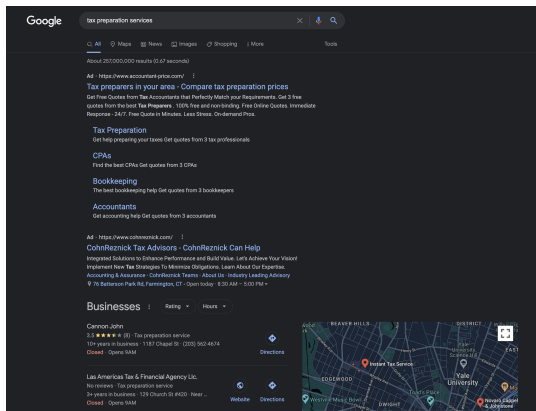 Google
tax preparation services
All Maps News Images Shopping More Tools
About 257,000,000 results (0.67 seconds)
Ad · https://www.accountant-price.com/
Tax preparers in your area - Compare tax preparation prices
Get Free Quotes from Tax Accountants that Perfectly Match your Requirements. Get 3 free
quotes from the best Tax Preparers . 100% free and non-binding. Free Online Quotes. Immediate
Response - 24/7. Free Quote in Minutes. Less Stress. On-demand Pros.
Tax Preparation
Get help preparing your taxes Get quotes from 3 tax professionals
CPAs
Find the best CPAs Get quotes from 3 CPAs
Bookkeeping
The best bookkeeping help Get quotes from 3 bookkeepers
Accountants
Get accounting help Get quotes from 3 accountants
Ad · https://www.cohnreznick.com/
CohnReznick Tax Advisors - CohnReznick Can Help
Integrated Solutions to Enhance Performance and Build Value. Let's Achieve Your Vision!
Implement New Tax Strategies To Minimize Obligations. Learn About Our Expertise.
Accounting & Assurance · CohnReznick Teams · About Us · Industry Leading Advisory
76 Batterson Park Rd, Farmington, CT - Open today · 8:30 AM – 5:00 PM
Businesses Rating Hours
Cannon John
3.5 (8) · Tax preparation service
10+ years in business · 1187 Chapel St · (203) 562-4674
Closed · Opens 9AM
Directions
Las Americas Tax & Financial Agency Llc.
No reviews · Tax preparation service
3+ years in business · 129 Church St #620 · Near ...
Closed · Opens 9AM
Website Directions
BEAVER HILLS
DISTRICT
Instant Tax Service
EDGEWOOD
Yale
University
Toad's Place
DWIGHT
Novaro Cappel
& Johnstone